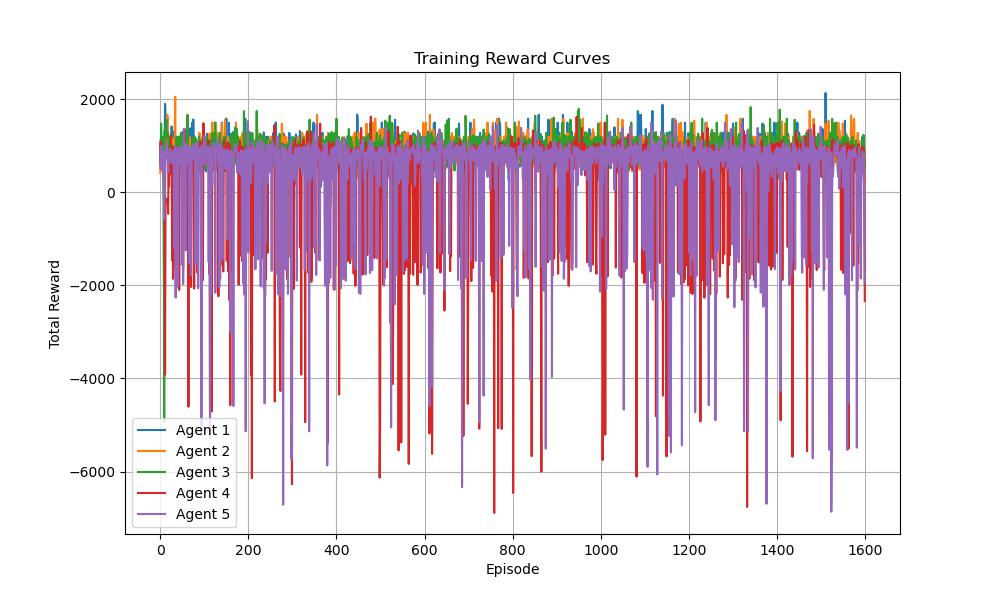 Training Reward Curves
Total Reward
2000
0
−2000
−4000
−6000
Agent 1
Agent 2
Agent 3
Agent 4
Agent 5
0 200 400 600 800 1000 1200 1400 1600
Episode